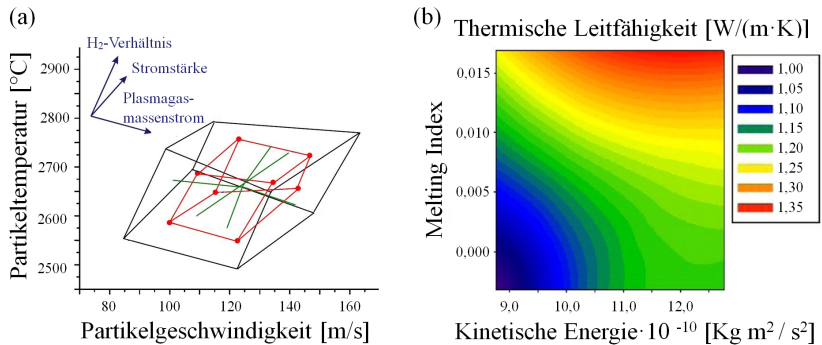 (a)
H₂-Verhältnis
Stromstärke
Plasmagas-
massenstrom
Partikeltemperatur [°C]
2900
2800
2700
2600
2500
80
100
120
140
160
Partikelgeschwindigkeit [m/s]
(b)
Thermische Leitfähigkeit [W/(m·K)]
Melting Index
0,015
0,010
0,005
0,000
9,0
10,0
11,0
12,0
Kinetische Energie·10 ⁻¹⁰ [Kg m² / s²]
1,00
1,05
1,10
1,15
1,20
1,25
1,30
1,35